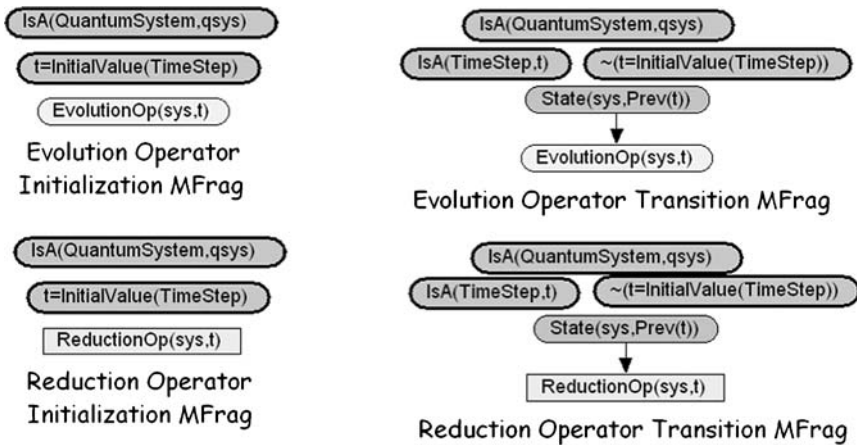 IsA(QuantumSystem,qsys)
t=InitialValue(TimeStep)
EvolutionOp(sys,t)
Evolution Operator
Initialization MFrag
IsA(QuantumSystem,qsys)
IsA(TimeStep,t)
~(t=InitialValue(TimeStep))
State(sys,Prev(t))
EvolutionOp(sys,t)
Evolution Operator Transition MFrag
IsA(QuantumSystem,qsys)
t=InitialValue(TimeStep)
ReductionOp(sys,t)
Reduction Operator
Initialization MFrag
IsA(QuantumSystem,qsys)
IsA(TimeStep,t)
~(t=InitialValue(TimeStep))
State(sys,Prev(t))
ReductionOp(sys,t)
Reduction Operator Transition MFrag